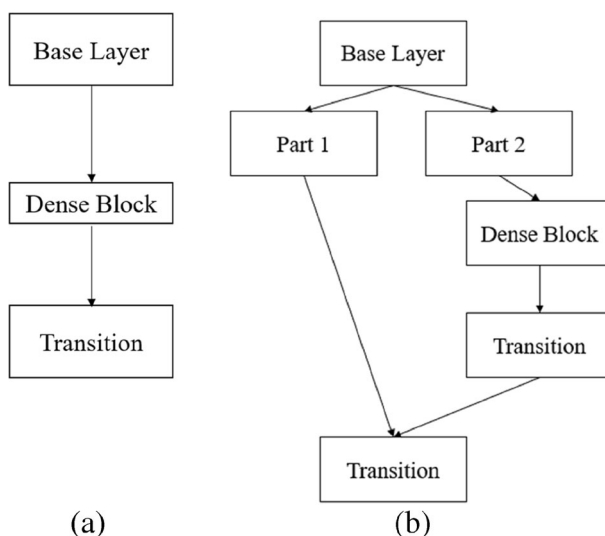 Base Layer
Dense Block
Transition
(a)
Base Layer
Part 1
Part 2
Dense Block
Transition
Transition
(b)